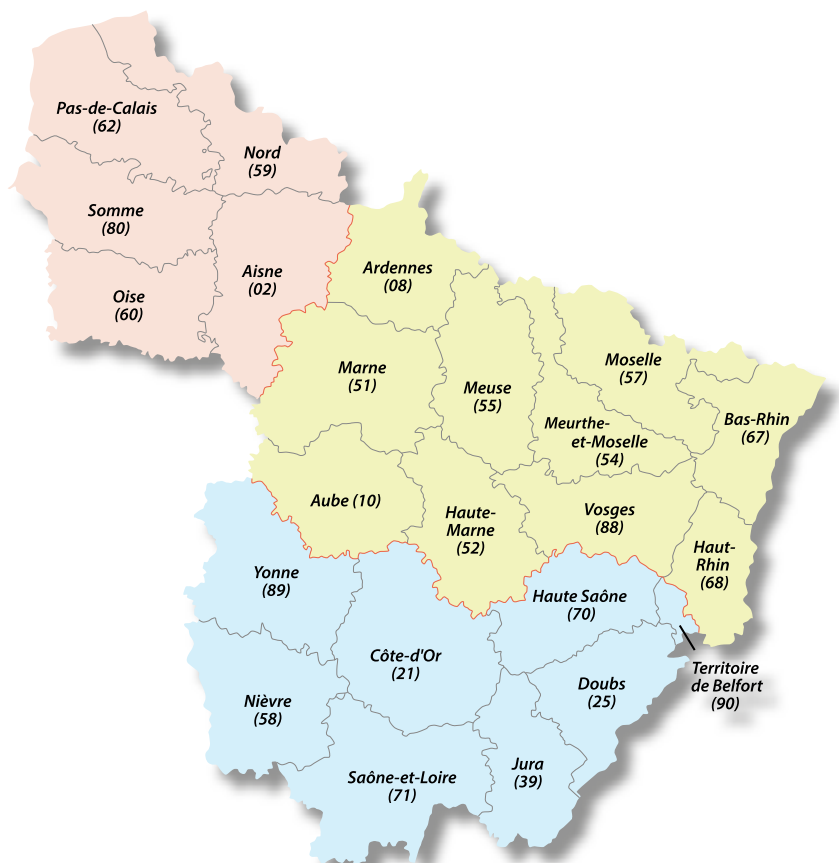 Pas-de-Calais
(62)
Nord
(59)
Somme
(80)
Aisne
(02)
Oise
(60)
Ardennes
(08)
Marne
(51)
Meuse
(55)
Moselle
(57)
Meurthe-
et-Moselle
(54)
Bas-Rhin
(67)
Aube (10)
Haute-
Marne
(52)
Vosges
(88)
Haut-
Rhin
(68)
Yonne
(89)
Haute Saône
(70)
Côte-d'Or
(21)
Territoire
de Belfort
(90)
Doubs
(25)
Nièvre
(58)
Saône-et-Loire
(71)
Jura
(39)